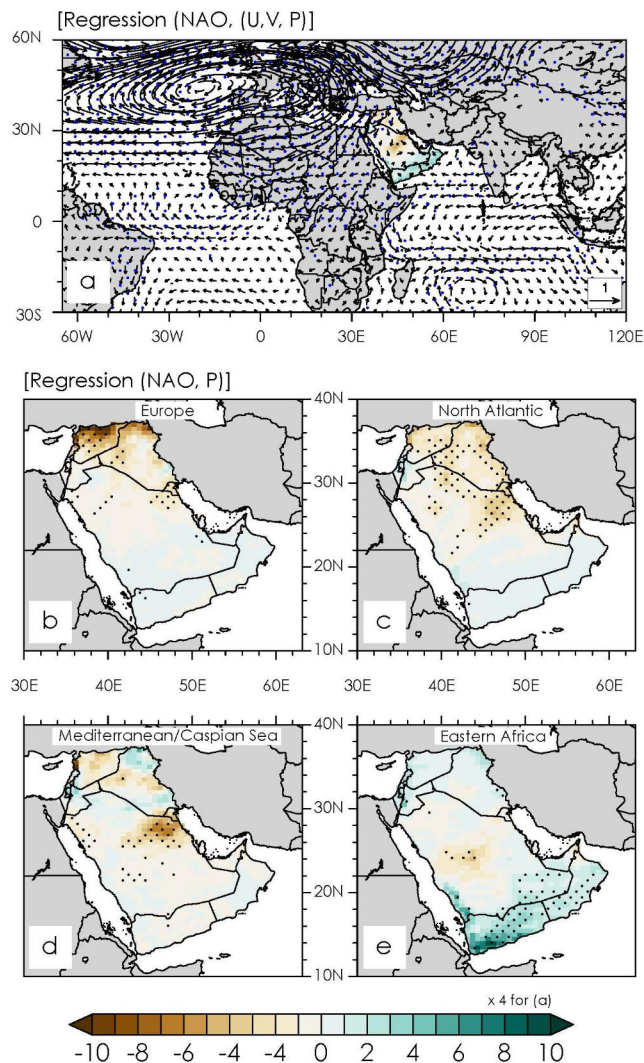 [Regression (NAO, (U,V, P)]
60N
30N
0
30S
a
1
60W 30W 0 30E 60E 90E 120E
[Regression (NAO, P)]
Europe
North Atlantic
40N
30N
20N
10N
b
c
30E 40E 50E 60E 30E 40E 50E 60E
Mediterranean/Caspian Sea
Eastern Africa
40N
30N
20N
10N
d
e
x 4 for (a)
-10 -8 -6 -4 -4 0 2 4 6 8 10